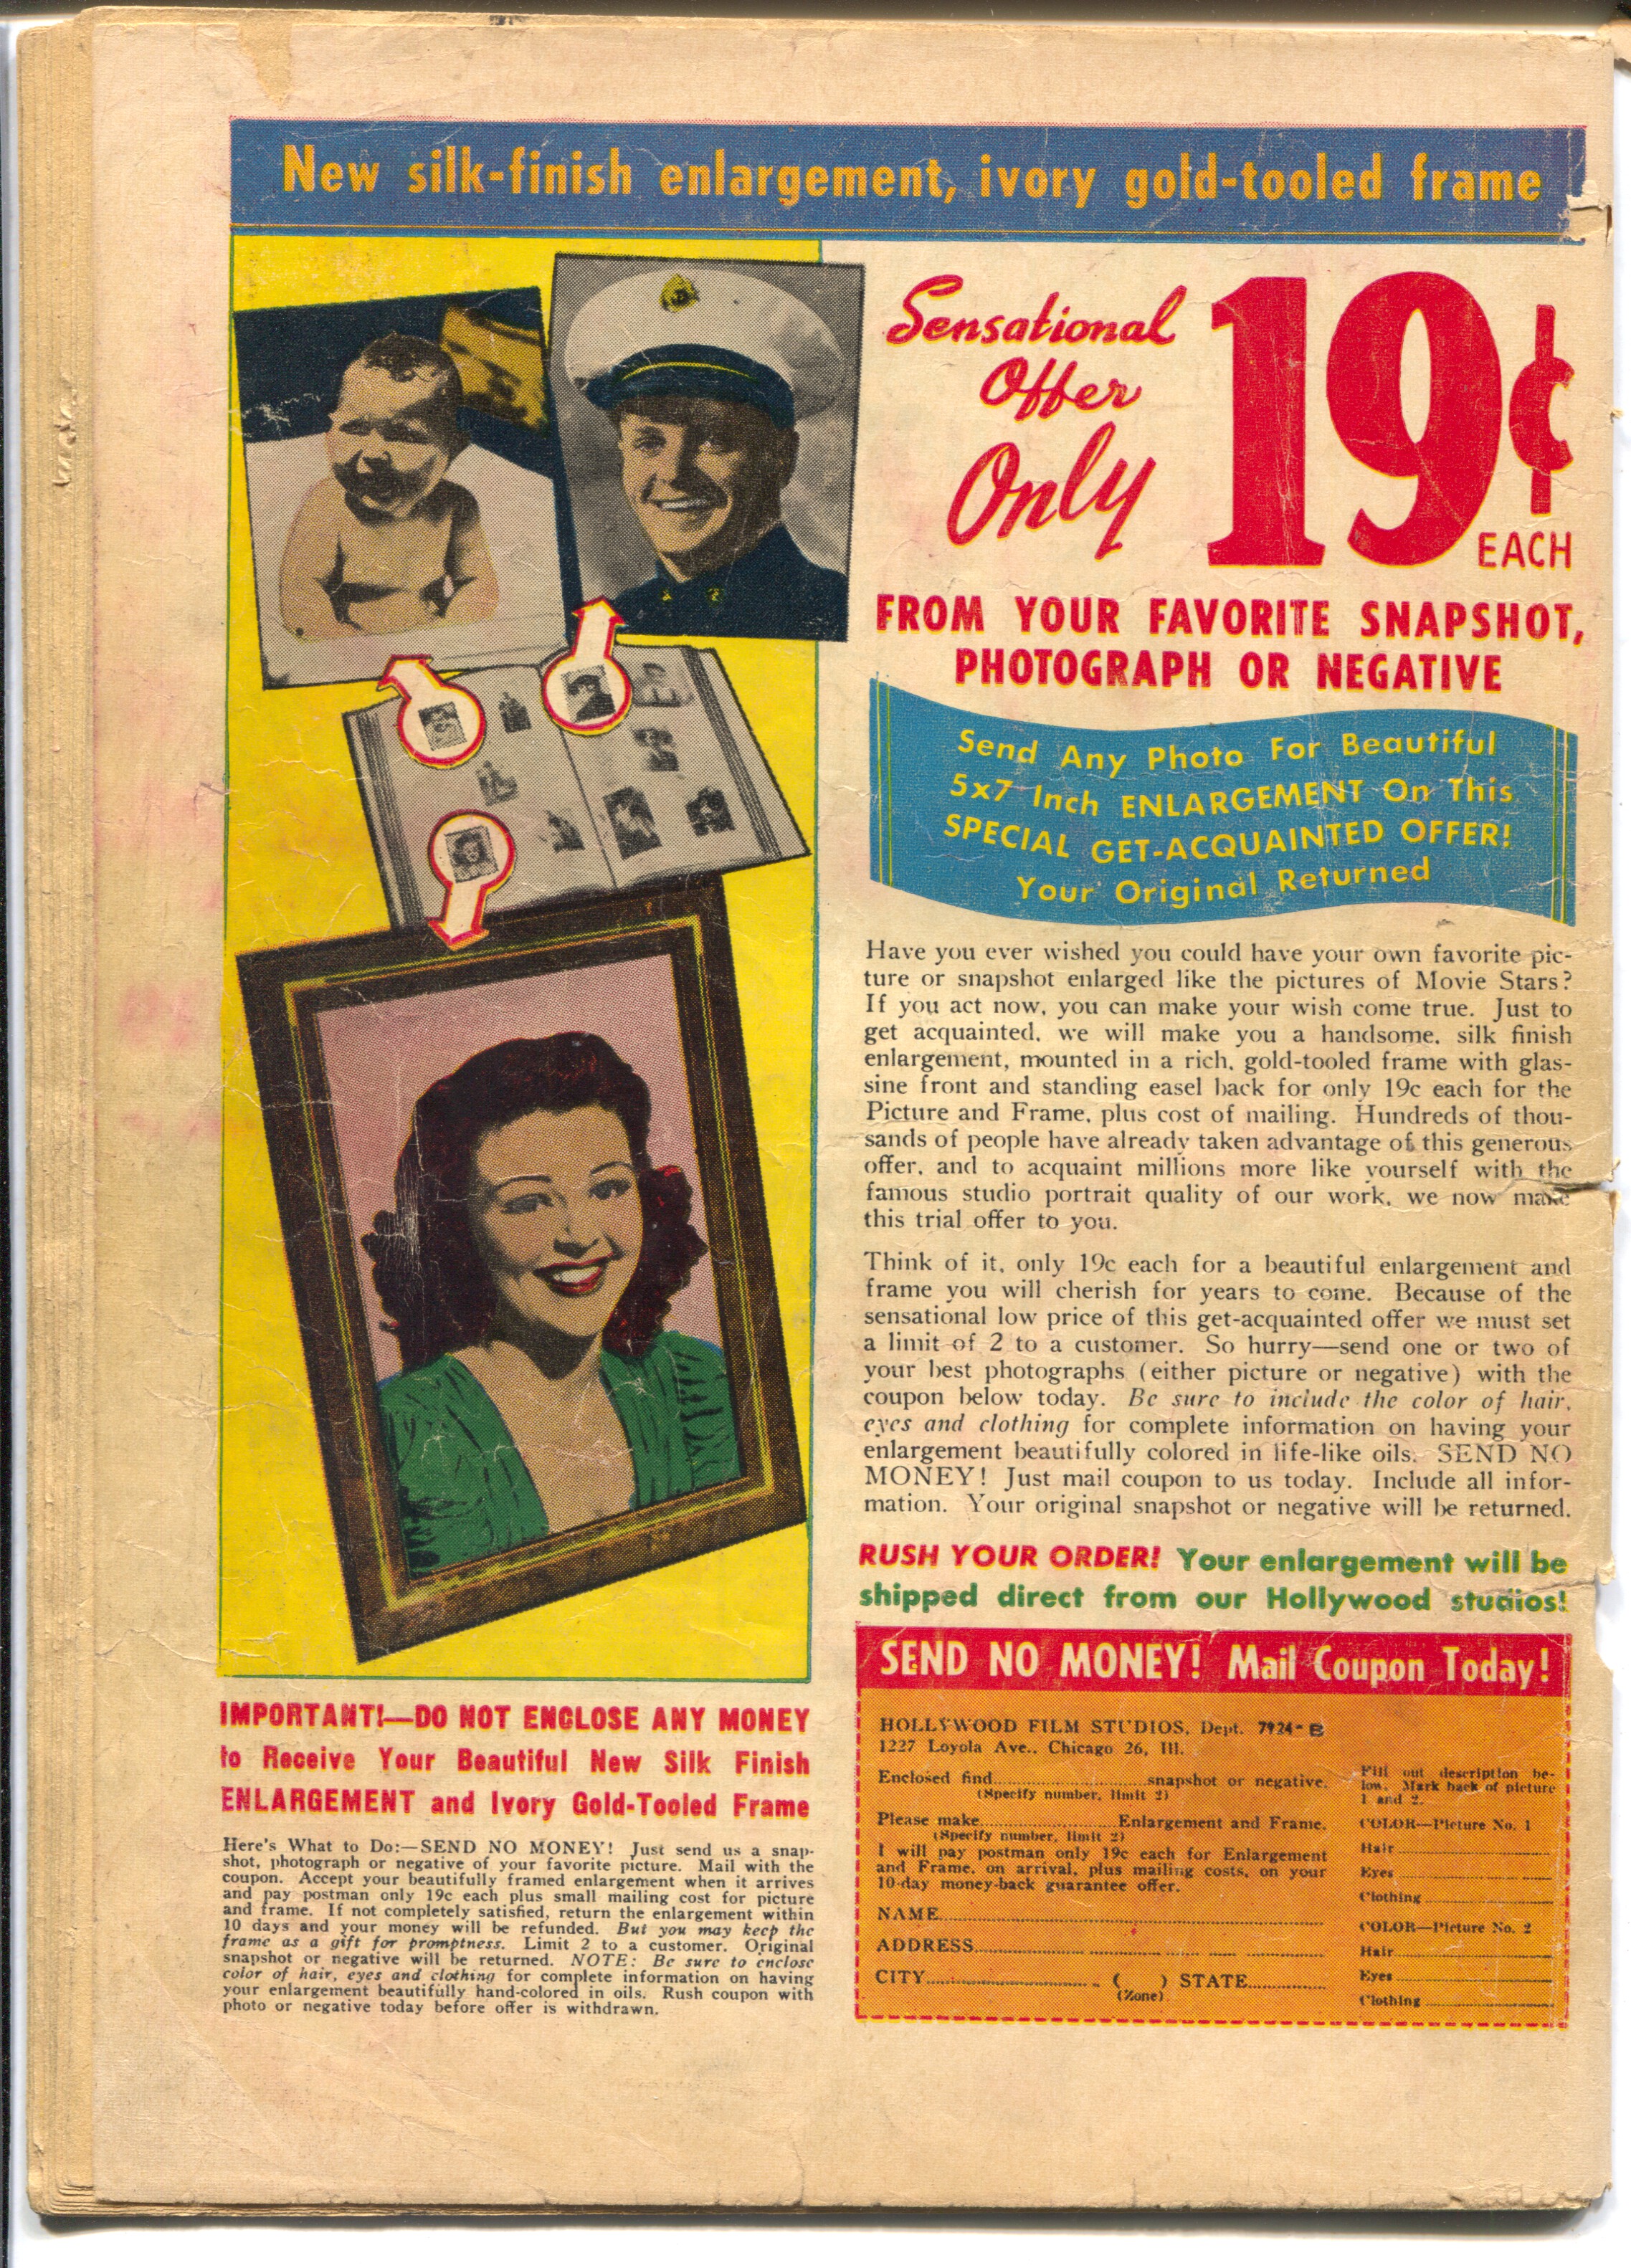 New silk-finish enlargement, ivory gold-tooled frame
Sensational
Offer
Only
19¢
EACH
FROM YOUR FAVORITE SNAPSHOT,
PHOTOGRAPH OR NEGATIVE
Send Any Photo For Beautiful
5x7 Inch ENLARGEMENT On This
SPECIAL GET-ACQUAINTED OFFER!
Your Original Returned
Have you ever wished you could have your own favorite pic-
ture or snapshot enlarged like the pictures of Movie Stars?
If you act now, you can make your wish come true. Just to
get acquainted, we will make you a handsome, silk finish
enlargement, mounted in a rich, gold-tooled frame with glas-
sine front and standing easel back for only 19c each for the
Picture and Frame, plus cost of mailing. Hundreds of thou-
sands of people have already taken advantage of this generous
offer, and to acquaint millions more like yourself with the
famous studio portrait quality of our work, we now make
this trial offer to you.
Think of it, only 19c each for a beautiful enlargement and
frame you will cherish for years to come. Because of the
sensational low price of this get-acquainted offer we must set
a limit of 2 to a customer. So hurry—send one or two of
your best photographs (either picture or negative) with the
coupon below today. Be sure to include the color of hair,
eyes and clothing for complete information on having your
enlargement beautifully colored in life-like oils. SEND NO
MONEY! Just mail coupon to us today. Include all infor-
mation. Your original snapshot or negative will be returned.
RUSH YOUR ORDER! Your enlargement will be
shipped direct from our Hollywood studios!
IMPORTANT!—DO NOT ENCLOSE ANY MONEY
to Receive Your Beautiful New Silk Finish
ENLARGEMENT and Ivory Gold-Tooled Frame
Here's What to Do:—SEND NO MONEY! Just send us a snap-
shot, photograph or negative of your favorite picture. Mail with the
coupon. Accept your beautifully framed enlargement when it arrives
and pay postman only 19c each plus small mailing cost for picture
and frame. If not completely satisfied, return the enlargement within
10 days and your money will be refunded. But you may keep the
frame as a gift for promptness. Limit 2 to a customer. Original
snapshot or negative will be returned. NOTE: Be sure to enclose
color of hair, eyes and clothing for complete information on having
your enlargement beautifully hand-colored in oils. Rush coupon with
photo or negative today before offer is withdrawn.
SEND NO MONEY! Mail Coupon Today!
HOLLYWOOD FILM STUDIOS, Dept. 7924-B
1227 Loyola Ave., Chicago 26, Ill.
Enclosed find..............................snapshot or negative.
(Specify number, limit 2)
Please make..............................Enlargement and Frame.
(Specify number, limit 2)
I will pay postman only 19c each for Enlargement
and Frame, on arrival, plus mailing costs, on your
10-day money-back guarantee offer.
NAME..............................
ADDRESS..............................
CITY.............................. ( ) STATE..............
(Zone)
Fill out description be-
low. Mark back of picture
1 and 2.
COLOR—Picture No. 1
Hair..............................
Eyes..............................
Clothing..............................
COLOR—Picture No. 2
Hair..............................
Eyes..............................
Clothing..............................